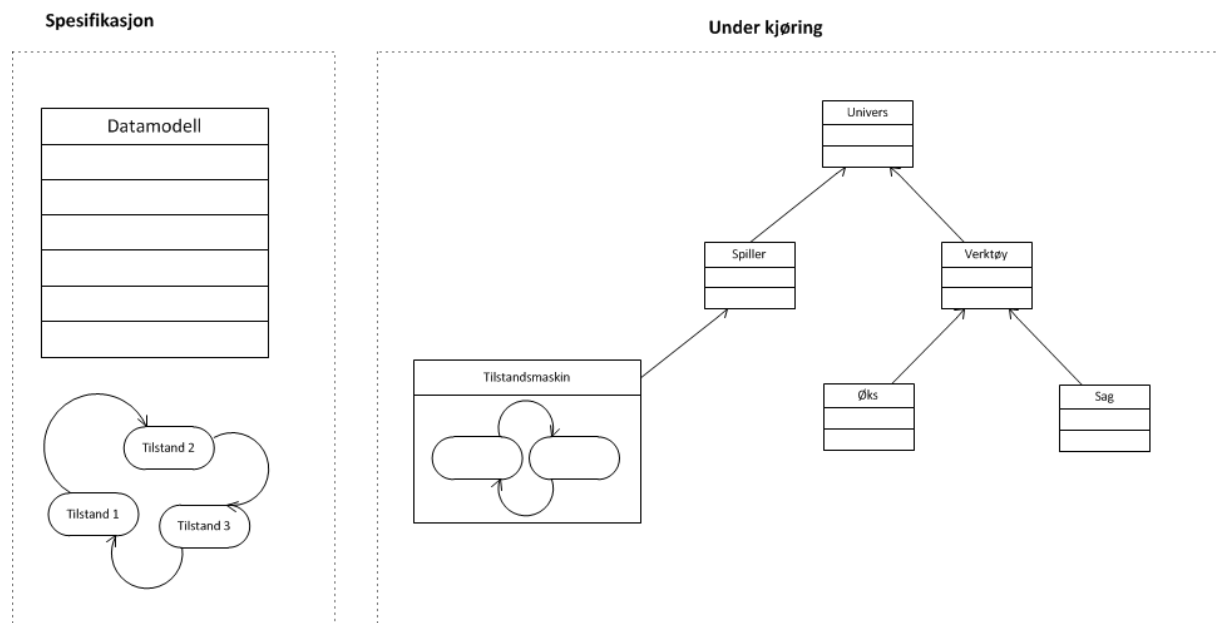 Spesifikasjon
Under kjøring
Datamodell
Tilstand 2
Tilstand 1
Tilstand 3
Univers
Spiller
Verktøy
Tilstandsmaskin
Øks
Sag